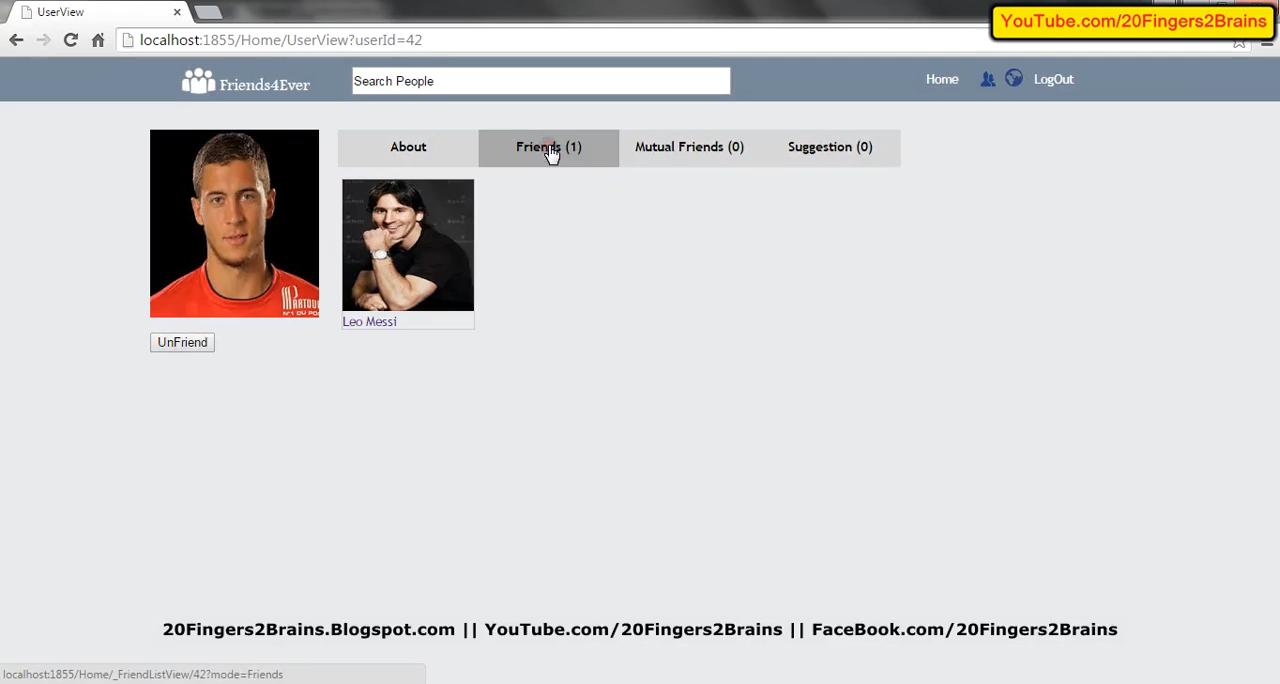 UserView
YouTube.com/20Fingers2Brains
localhost:1855/Home/UserView?userId=42
Friends4Ever
Search People
Home
LogOut
About
Friends (1)
Mutual Friends (0)
Suggestion (0)
Leo Messi
UnFriend
20Fingers2Brains.Blogspot.com || YouTube.com/20Fingers2Brains || FaceBook.com/20Fingers2Brains
localhost:1855/Home/_FriendListView/42?mode=Friends